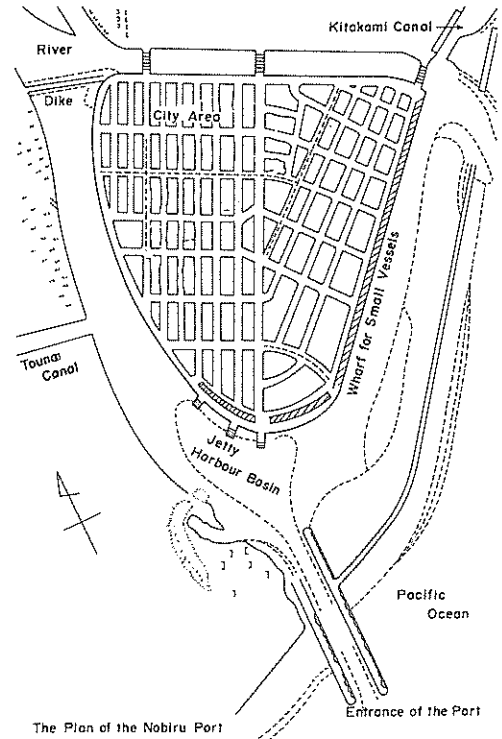 Kitakami Canal
River
Dike
City Area
Wharf for Small Vessels
Tounai
Canal
Jetty
Harbour Basin
Pacific
Ocean
Entrance of the Port
The Plan of the Nobiru Port